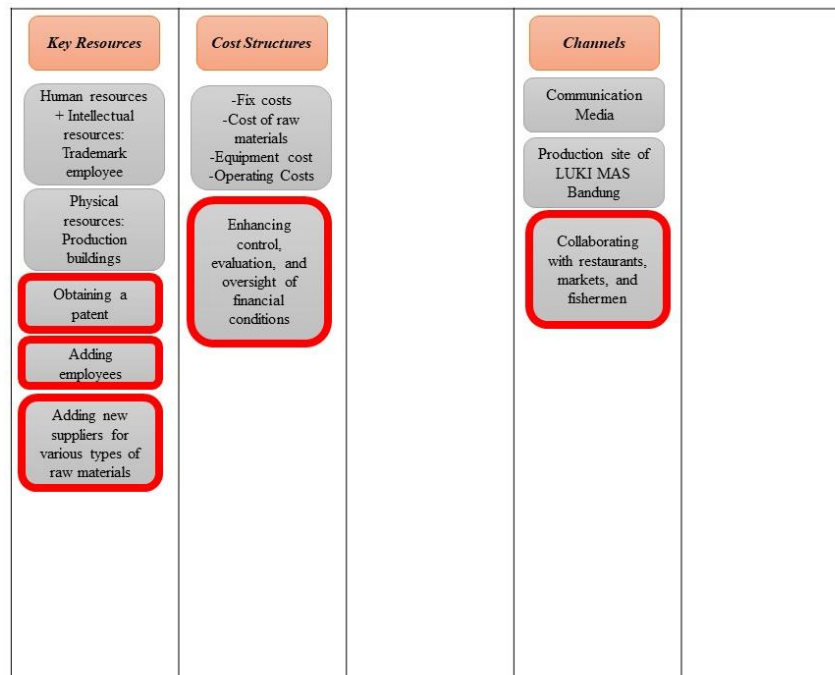 Key Resources
Human resources
+ Intellectual
resources:
Trademark
employee
Physical
resources:
Production
buildings
Obtaining a
patent
Adding
employees
Adding new
suppliers for
various types of
raw materials
Cost Structures
-Fix costs
-Cost of raw
materials
-Equipment cost
-Operating Costs
Enhancing
control,
evaluation, and
oversight of
financial
conditions
Channels
Communication
Media
Production site of
LUKI MAS
Bandung
Collaborating
with restaurants,
markets, and
fishermen